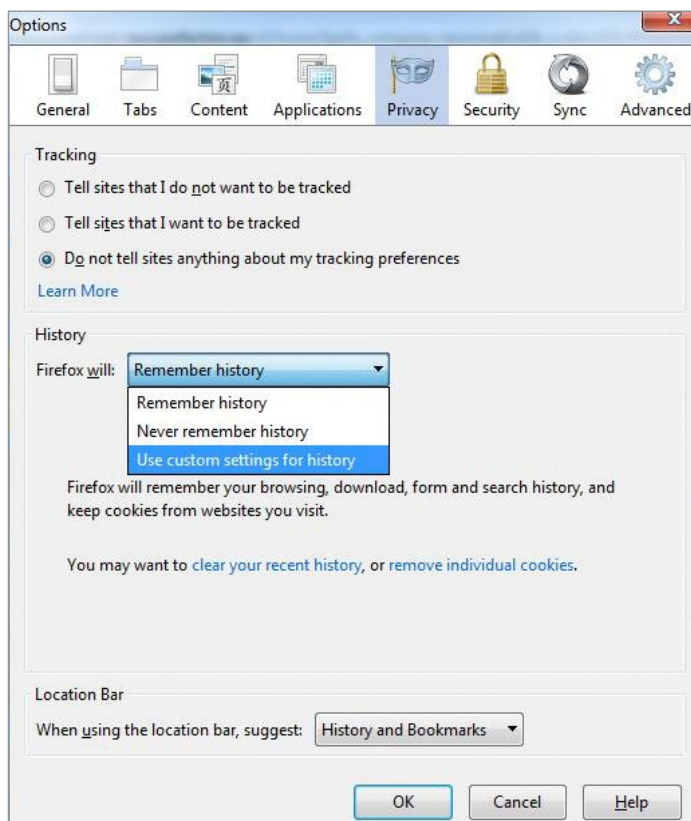 Options
General Tabs Content Applications Privacy Security Sync Advanced
Tracking
Tell sites that I do not want to be tracked
Tell sites that I want to be tracked
Do not tell sites anything about my tracking preferences
Learn More
History
Firefox will: Remember history
Remember history
Never remember history
Use custom settings for history
Firefox will remember your browsing, download, form and search history, and
keep cookies from websites you visit.
You may want to clear your recent history, or remove individual cookies.
Location Bar
When using the location bar, suggest: History and Bookmarks
OK Cancel Help